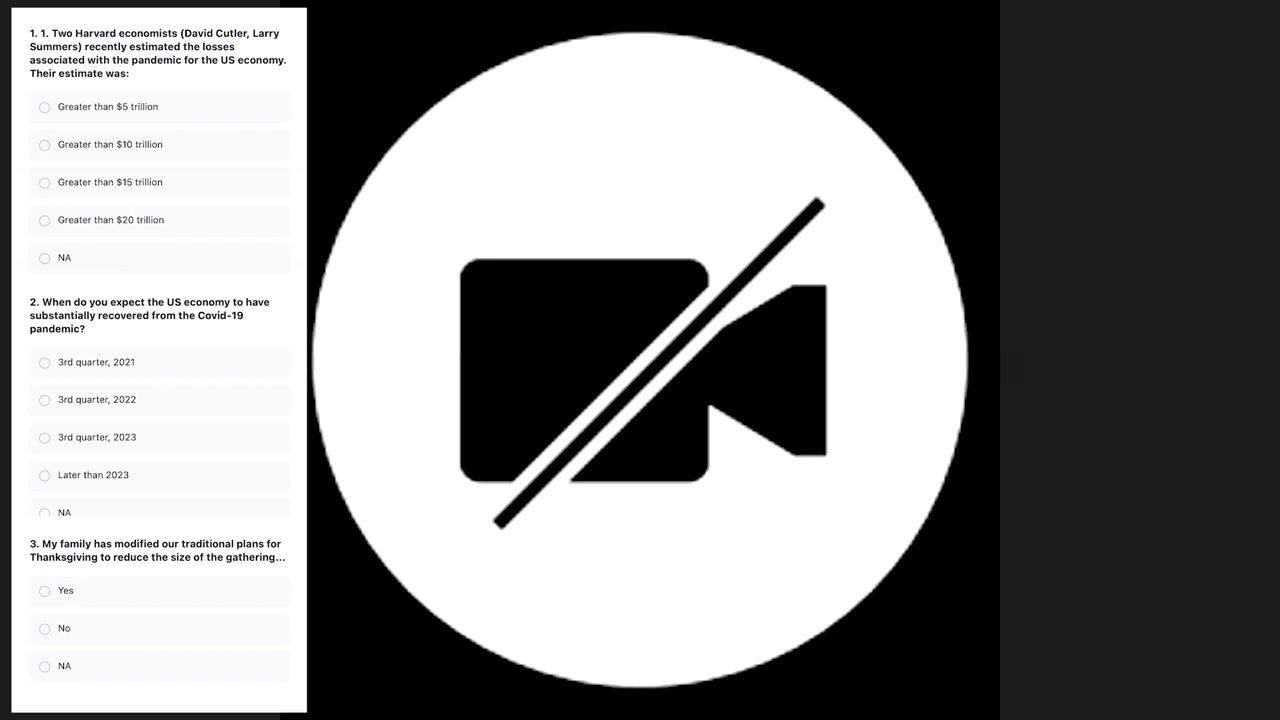 1. 1. Two Harvard economists (David Cutler, Larry
Summers) recently estimated the losses
associated with the pandemic for the US economy.
Their estimate was:
Greater than $5 trillion
Greater than $10 trillion
Greater than $15 trillion
Greater than $20 trillion
NA
2. When do you expect the US economy to have
substantially recovered from the Covid-19
pandemic?
3rd quarter, 2021
3rd quarter, 2022
3rd quarter, 2023
Later than 2023
NA
3. My family has modified our traditional plans for
Thanksgiving to reduce the size of the gathering...
Yes
No
NA